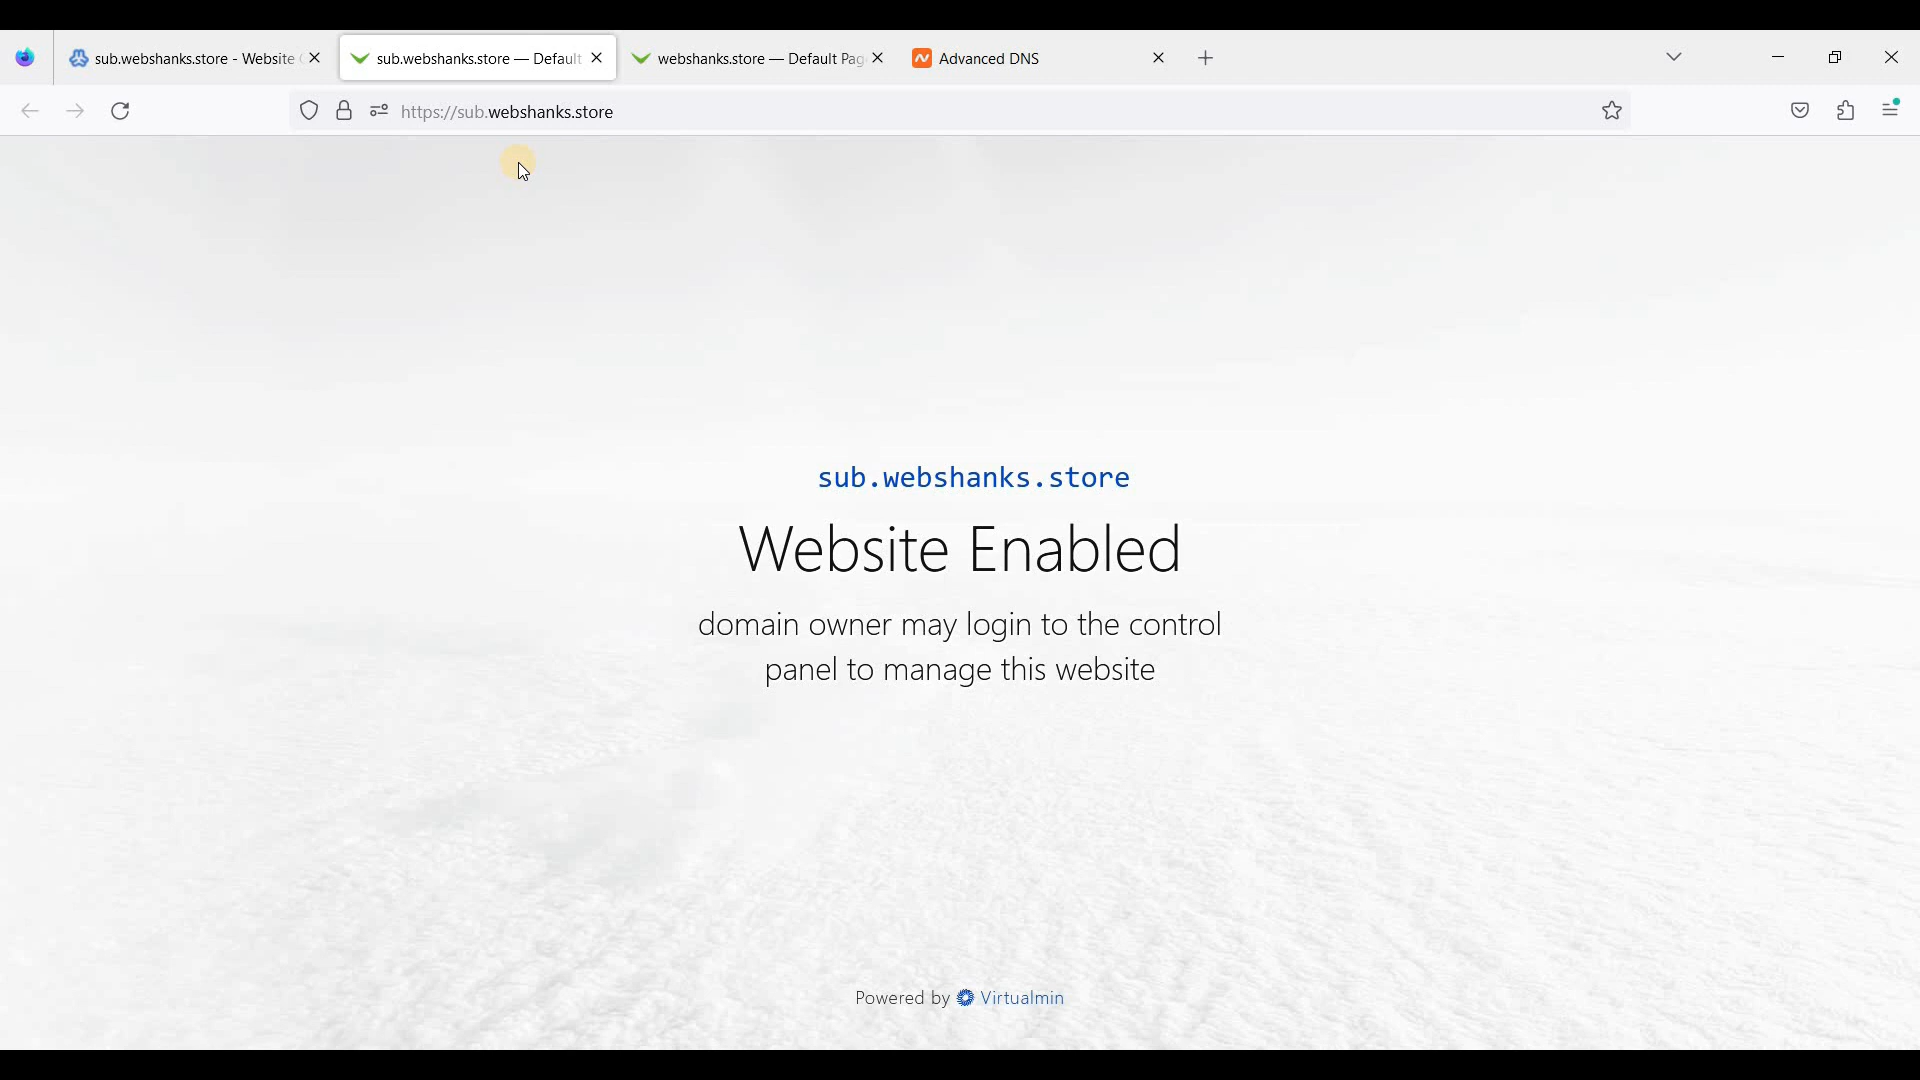 sub.webshanks.store - Website
sub.webshanks.store — Default
webshanks.store — Default Pag
Advanced DNS
https://sub.webshanks.store
sub.webshanks.store
Website Enabled
domain owner may login to the control
panel to manage this website
Powered by Virtualmin